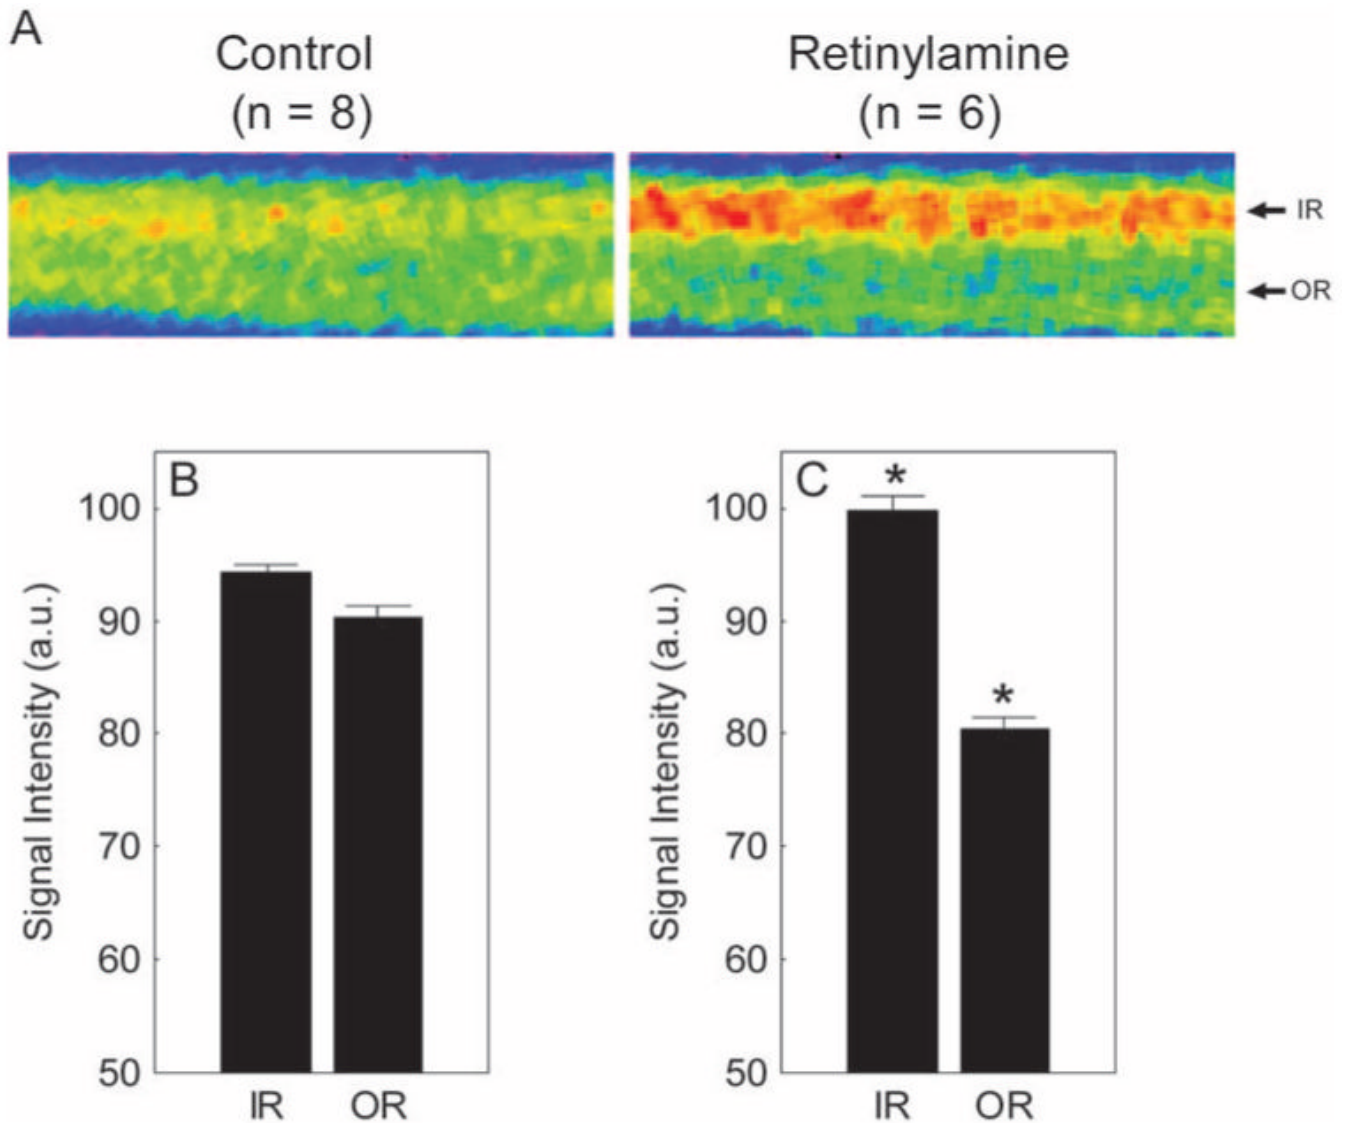 A
Control
(n = 8)
Retinylamine
(n = 6)
IR
OR
B
Signal Intensity (a.u.)
100
90
80
70
60
50
IR
OR
C
Signal Intensity (a.u.)
100
90
80
70
60
50
*
*
IR
OR